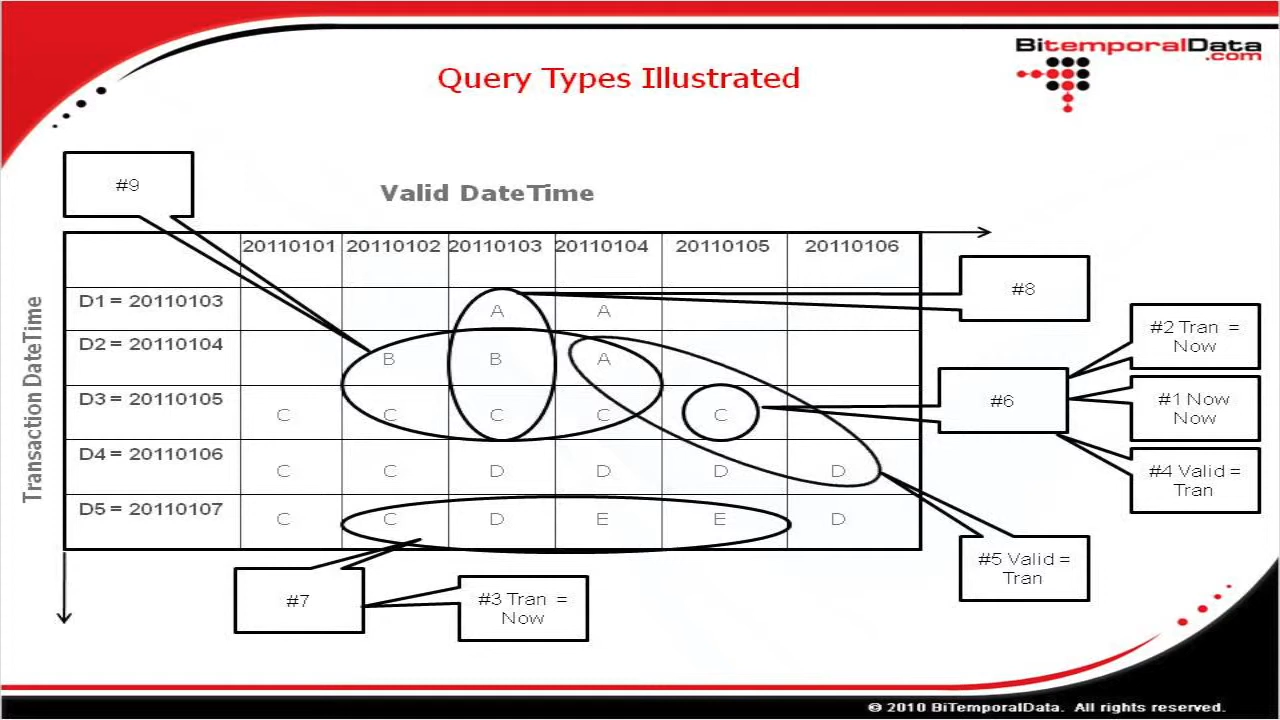 BitemporalData
.com
Query Types Illustrated
#9
Valid DateTime
20110101 20110102 20110103 20110104 20110105 20110106
#8
D1 = 20110103 A A
#2 Tran =
Now
D2 = 20110104 B B A
#6
#1 Now
Now
D3 = 20110105 C C C C C
#4 Valid =
Tran
D4 = 20110106 C C D D D D
D5 = 20110107 C C D E E D
Transaction DateTime
#5 Valid =
Tran
#7
#3 Tran =
Now
© 2010 BiTemporalData. All rights reserved.